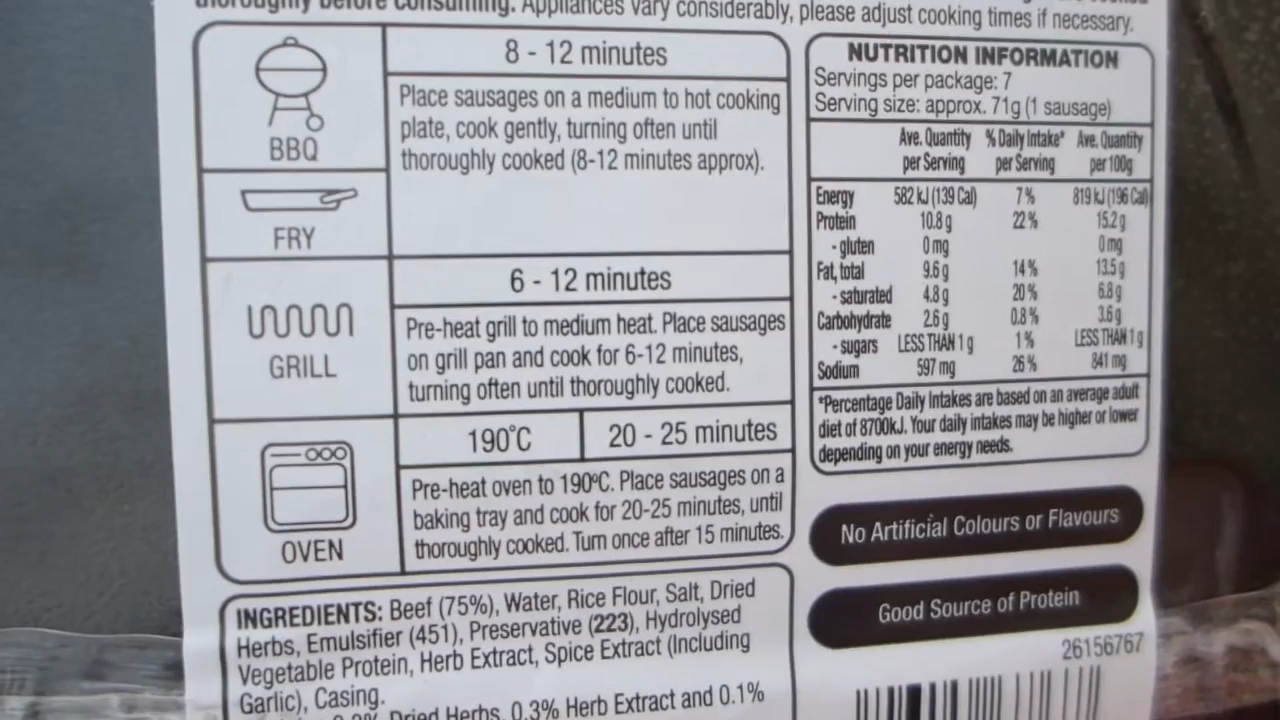 thoroughly before consuming. Appliances vary considerably, please adjust cooking times if necessary.
BBQ
8 - 12 minutes
Place sausages on a medium to hot cooking
plate, cook gently, turning often until
thoroughly cooked (8-12 minutes approx).
FRY
GRILL
6 - 12 minutes
Pre-heat grill to medium heat. Place sausages
on grill pan and cook for 6-12 minutes,
turning often until thoroughly cooked.
OVEN
190°C 20 - 25 minutes
Pre-heat oven to 190ºC. Place sausages on a
baking tray and cook for 20-25 minutes, until
thoroughly cooked. Turn once after 15 minutes.
INGREDIENTS: Beef (75%), Water, Rice Flour, Salt, Dried
Herbs, Emulsifier (451), Preservative (223), Hydrolysed
Vegetable Protein, Herb Extract, Spice Extract (Including
Garlic), Casing.
Dried Herbs, 0.3% Herb Extract and 0.1%
NUTRITION INFORMATION
Servings per package: 7
Serving size: approx. 71g (1 sausage)
Ave. Quantity % Daily Intake* Ave. Quantity
per Serving per Serving per 100g
Energy 582 kJ (139 Cal) 7% 819 kJ (196 Cal)
Protein 10.8 g 22% 15.2 g
- gluten 0 mg 0 mg
Fat, total 9.6 g 14% 13.5 g
- saturated 4.8 g 20% 6.8 g
Carbohydrate 2.6 g 0.8% 3.6 g
- sugars LESS THAN 1 g 1% LESS THAN 1 g
Sodium 597 mg 26% 841 mg
*Percentage Daily Intakes are based on an average adult
diet of 8700kJ. Your daily intakes may be higher or lower
depending on your energy needs.
No Artificial Colours or Flavours
Good Source of Protein
26156767